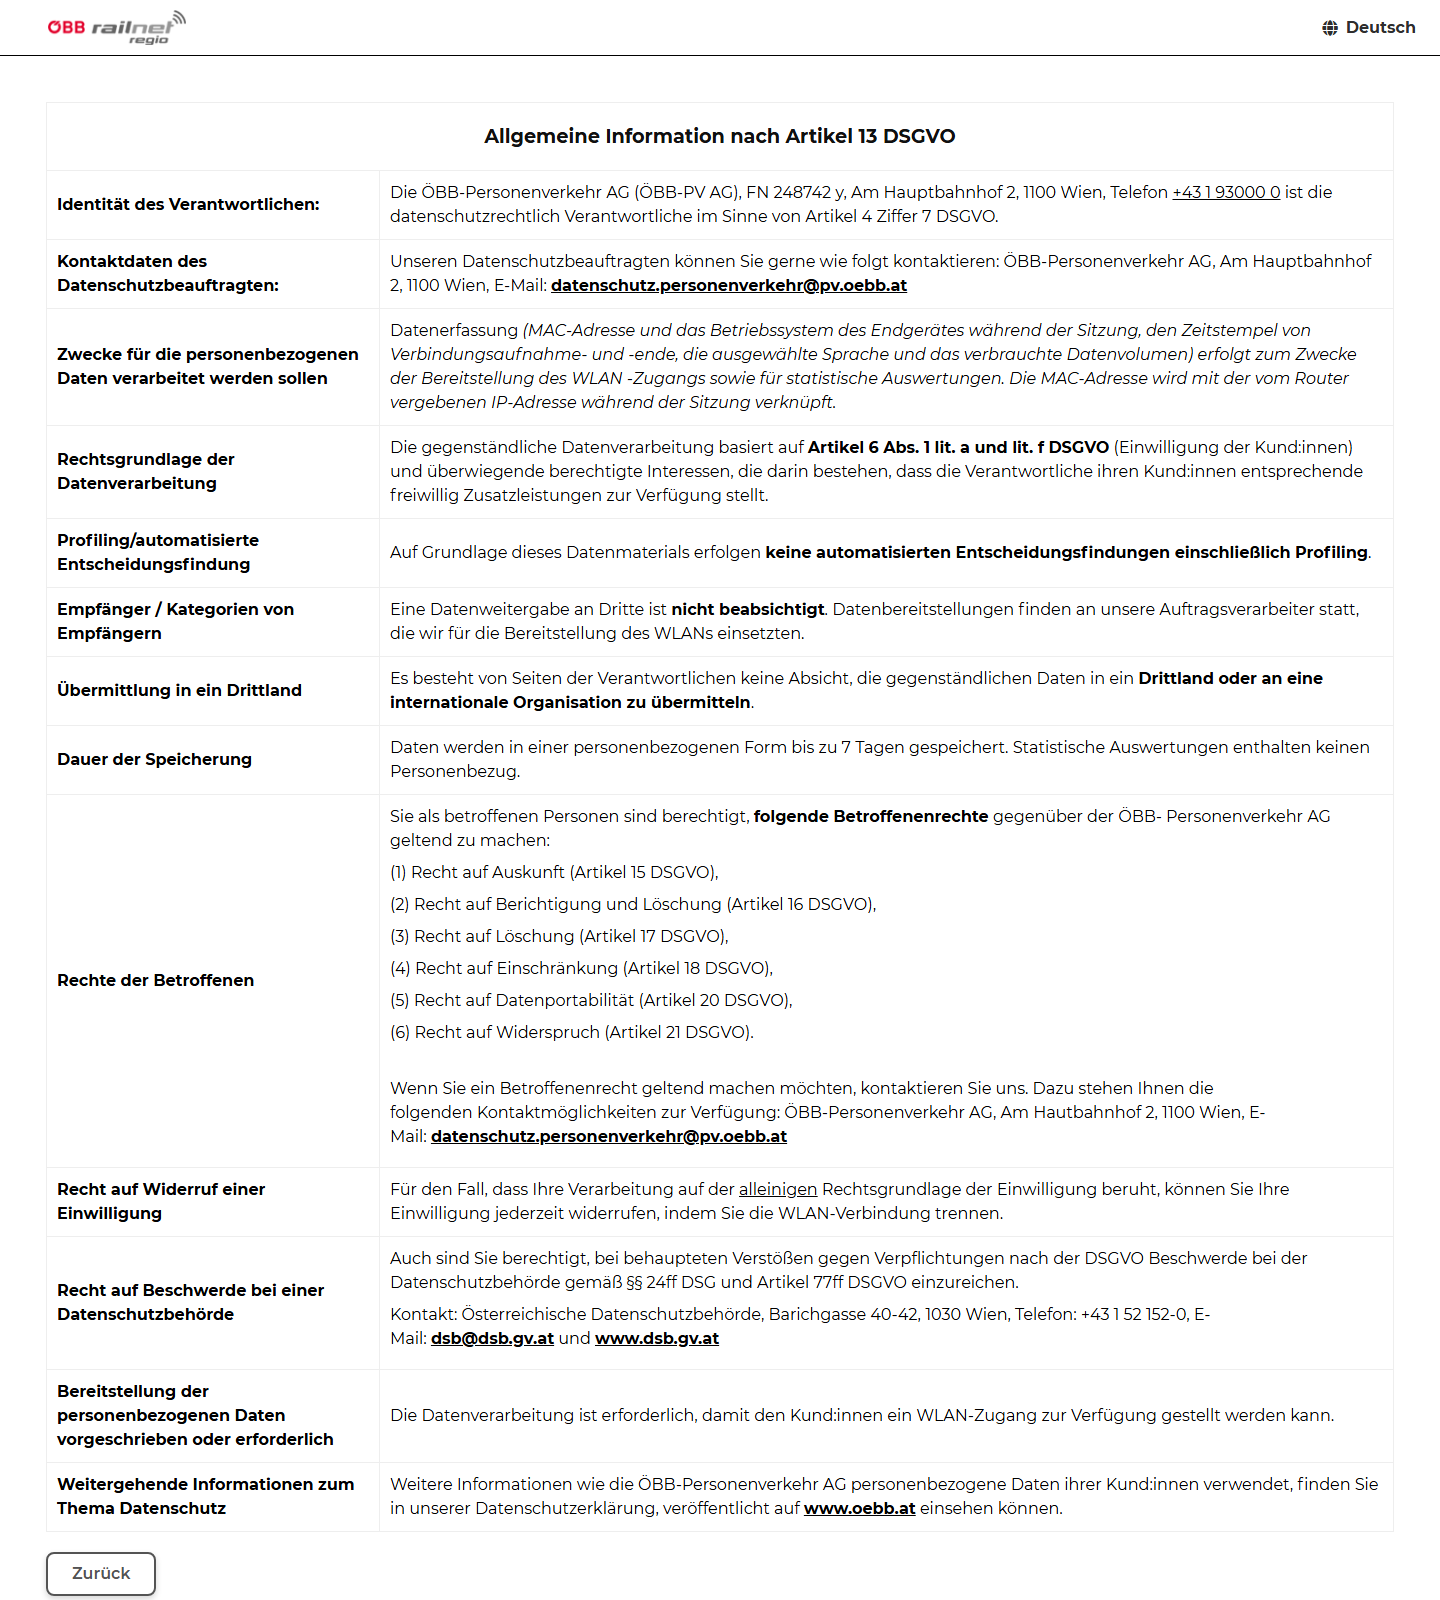 ÖBB railnet regio
Deutsch
Allgemeine Information nach Artikel 13 DSGVO
Identität des Verantwortlichen:
Die ÖBB-Personenverkehr AG (ÖBB-PV AG), FN 248742 y, Am Hauptbahnhof 2, 1100 Wien, Telefon +43 1 93000 0 ist die
datenschutzrechtlich Verantwortliche im Sinne von Artikel 4 Ziffer 7 DSGVO.
Kontaktdaten des
Datenschutzbeauftragten:
Unseren Datenschutzbeauftragten können Sie gerne wie folgt kontaktieren: ÖBB-Personenverkehr AG, Am Hauptbahnhof
2, 1100 Wien, E-Mail: datenschutz.personenverkehr@pv.oebb.at
Zwecke für die personenbezogenen
Daten verarbeitet werden sollen
Datenerfassung (MAC-Adresse und das Betriebssystem des Endgerätes während der Sitzung, den Zeitstempel von
Verbindungsaufnahme- und -ende, die ausgewählte Sprache und das verbrauchte Datenvolumen) erfolgt zum Zwecke
der Bereitstellung des WLAN -Zugangs sowie für statistische Auswertungen. Die MAC-Adresse wird mit der vom Router
vergebenen IP-Adresse während der Sitzung verknüpft.
Rechtsgrundlage der
Datenverarbeitung
Die gegenständliche Datenverarbeitung basiert auf Artikel 6 Abs. 1 lit. a und lit. f DSGVO (Einwilligung der Kund:innen)
und überwiegende berechtigte Interessen, die darin bestehen, dass die Verantwortliche ihren Kund:innen entsprechende
freiwillig Zusatzleistungen zur Verfügung stellt.
Profiling/automatisierte
Entscheidungsfindung
Auf Grundlage dieses Datenmaterials erfolgen keine automatisierten Entscheidungsfindungen einschließlich Profiling.
Empfänger / Kategorien von
Empfängern
Eine Datenweitergabe an Dritte ist nicht beabsichtigt. Datenbereitstellungen finden an unsere Auftragsverarbeiter statt,
die wir für die Bereitstellung des WLANs einsetzten.
Übermittlung in ein Drittland
Es besteht von Seiten der Verantwortlichen keine Absicht, die gegenständlichen Daten in ein Drittland oder an eine
internationale Organisation zu übermitteln.
Dauer der Speicherung
Daten werden in einer personenbezogenen Form bis zu 7 Tagen gespeichert. Statistische Auswertungen enthalten keinen
Personenbezug.
Rechte der Betroffenen
Sie als betroffenen Personen sind berechtigt, folgende Betroffenenrechte gegenüber der ÖBB- Personenverkehr AG
geltend zu machen:
(1) Recht auf Auskunft (Artikel 15 DSGVO),
(2) Recht auf Berichtigung und Löschung (Artikel 16 DSGVO),
(3) Recht auf Löschung (Artikel 17 DSGVO),
(4) Recht auf Einschränkung (Artikel 18 DSGVO),
(5) Recht auf Datenportabilität (Artikel 20 DSGVO),
(6) Recht auf Widerspruch (Artikel 21 DSGVO).
Wenn Sie ein Betroffenenrecht geltend machen möchten, kontaktieren Sie uns. Dazu stehen Ihnen die
folgenden Kontaktmöglichkeiten zur Verfügung: ÖBB-Personenverkehr AG, Am Hautbahnhof 2, 1100 Wien, E-
Mail: datenschutz.personenverkehr@pv.oebb.at
Recht auf Widerruf einer
Einwilligung
Für den Fall, dass Ihre Verarbeitung auf der alleinigen Rechtsgrundlage der Einwilligung beruht, können Sie Ihre
Einwilligung jederzeit widerrufen, indem Sie die WLAN-Verbindung trennen.
Recht auf Beschwerde bei einer
Datenschutzbehörde
Auch sind Sie berechtigt, bei behaupteten Verstößen gegen Verpflichtungen nach der DSGVO Beschwerde bei der
Datenschutzbehörde gemäß §§ 24ff DSG und Artikel 77ff DSGVO einzureichen.
Kontakt: Österreichische Datenschutzbehörde, Barichgasse 40-42, 1030 Wien, Telefon: +43 1 52 152-0, E-
Mail: dsb@dsb.gv.at und www.dsb.gv.at
Bereitstellung der
personenbezogenen Daten
vorgeschrieben oder erforderlich
Die Datenverarbeitung ist erforderlich, damit den Kund:innen ein WLAN-Zugang zur Verfügung gestellt werden kann.
Weitergehende Informationen zum
Thema Datenschutz
Weitere Informationen wie die ÖBB-Personenverkehr AG personenbezogene Daten ihrer Kund:innen verwendet, finden Sie
in unserer Datenschutzerklärung, veröffentlicht auf www.oebb.at einsehen können.
Zurück